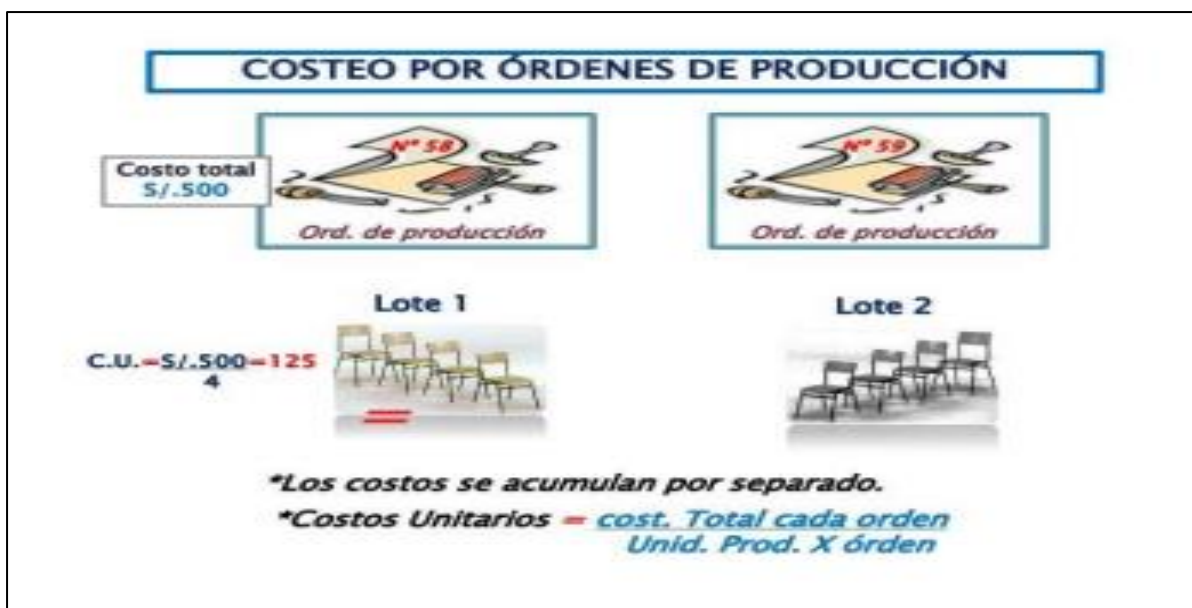 COSTEO POR ÓRDENES DE PRODUCCIÓN
Nº 58
Nº 59
Costo total
S/.500
Ord. de producción
Ord. de producción
Lote 1
Lote 2
C.U.=S/.500=125
4
*Los costos se acumulan por separado.
*Costos Unitarios = cost. Total cada orden
Unid. Prod. X órden